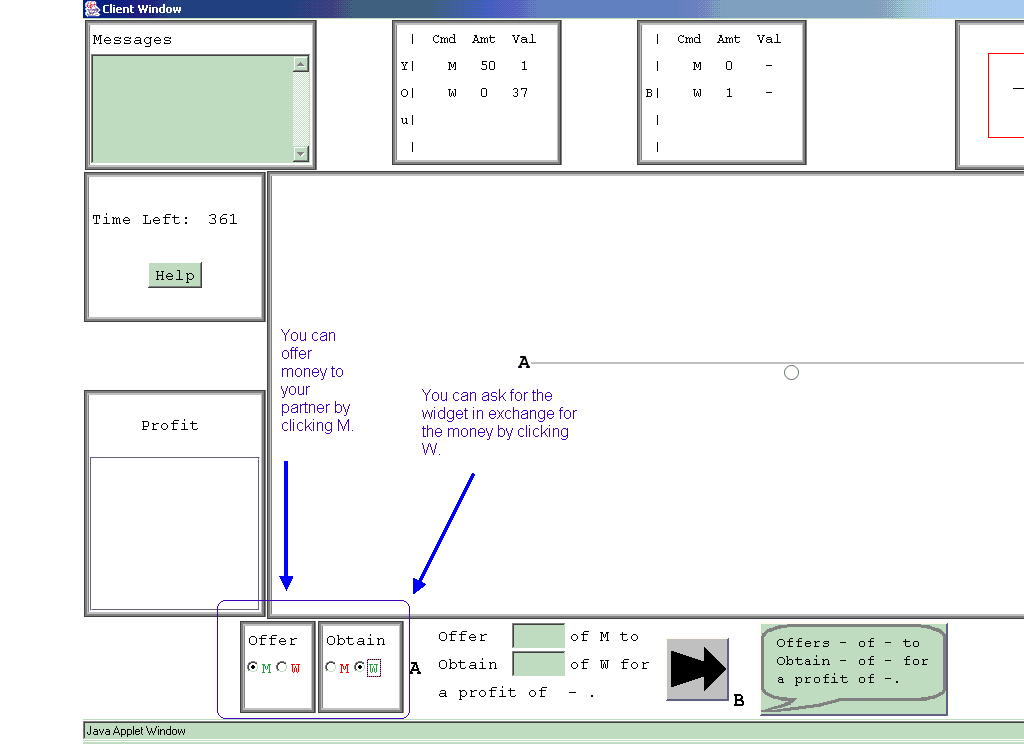 Client Window
Messages
| Cmd Amt Val
Y| M 50 1
O| W 0 37
u|
|
| Cmd Amt Val
| M 0 -
B| W 1 -
|
|
Time Left: 361
Help
You can
offer
money to
your
partner by
clicking M.
A
You can ask for the
widget in exchange for
the money by clicking
W.
Profit
Offer
M W
Obtain
M W
A
Offer of M to
Obtain of W for
a profit of - .
B
Offers - of - to
Obtain - of - for
a profit of -.
Java Applet Window